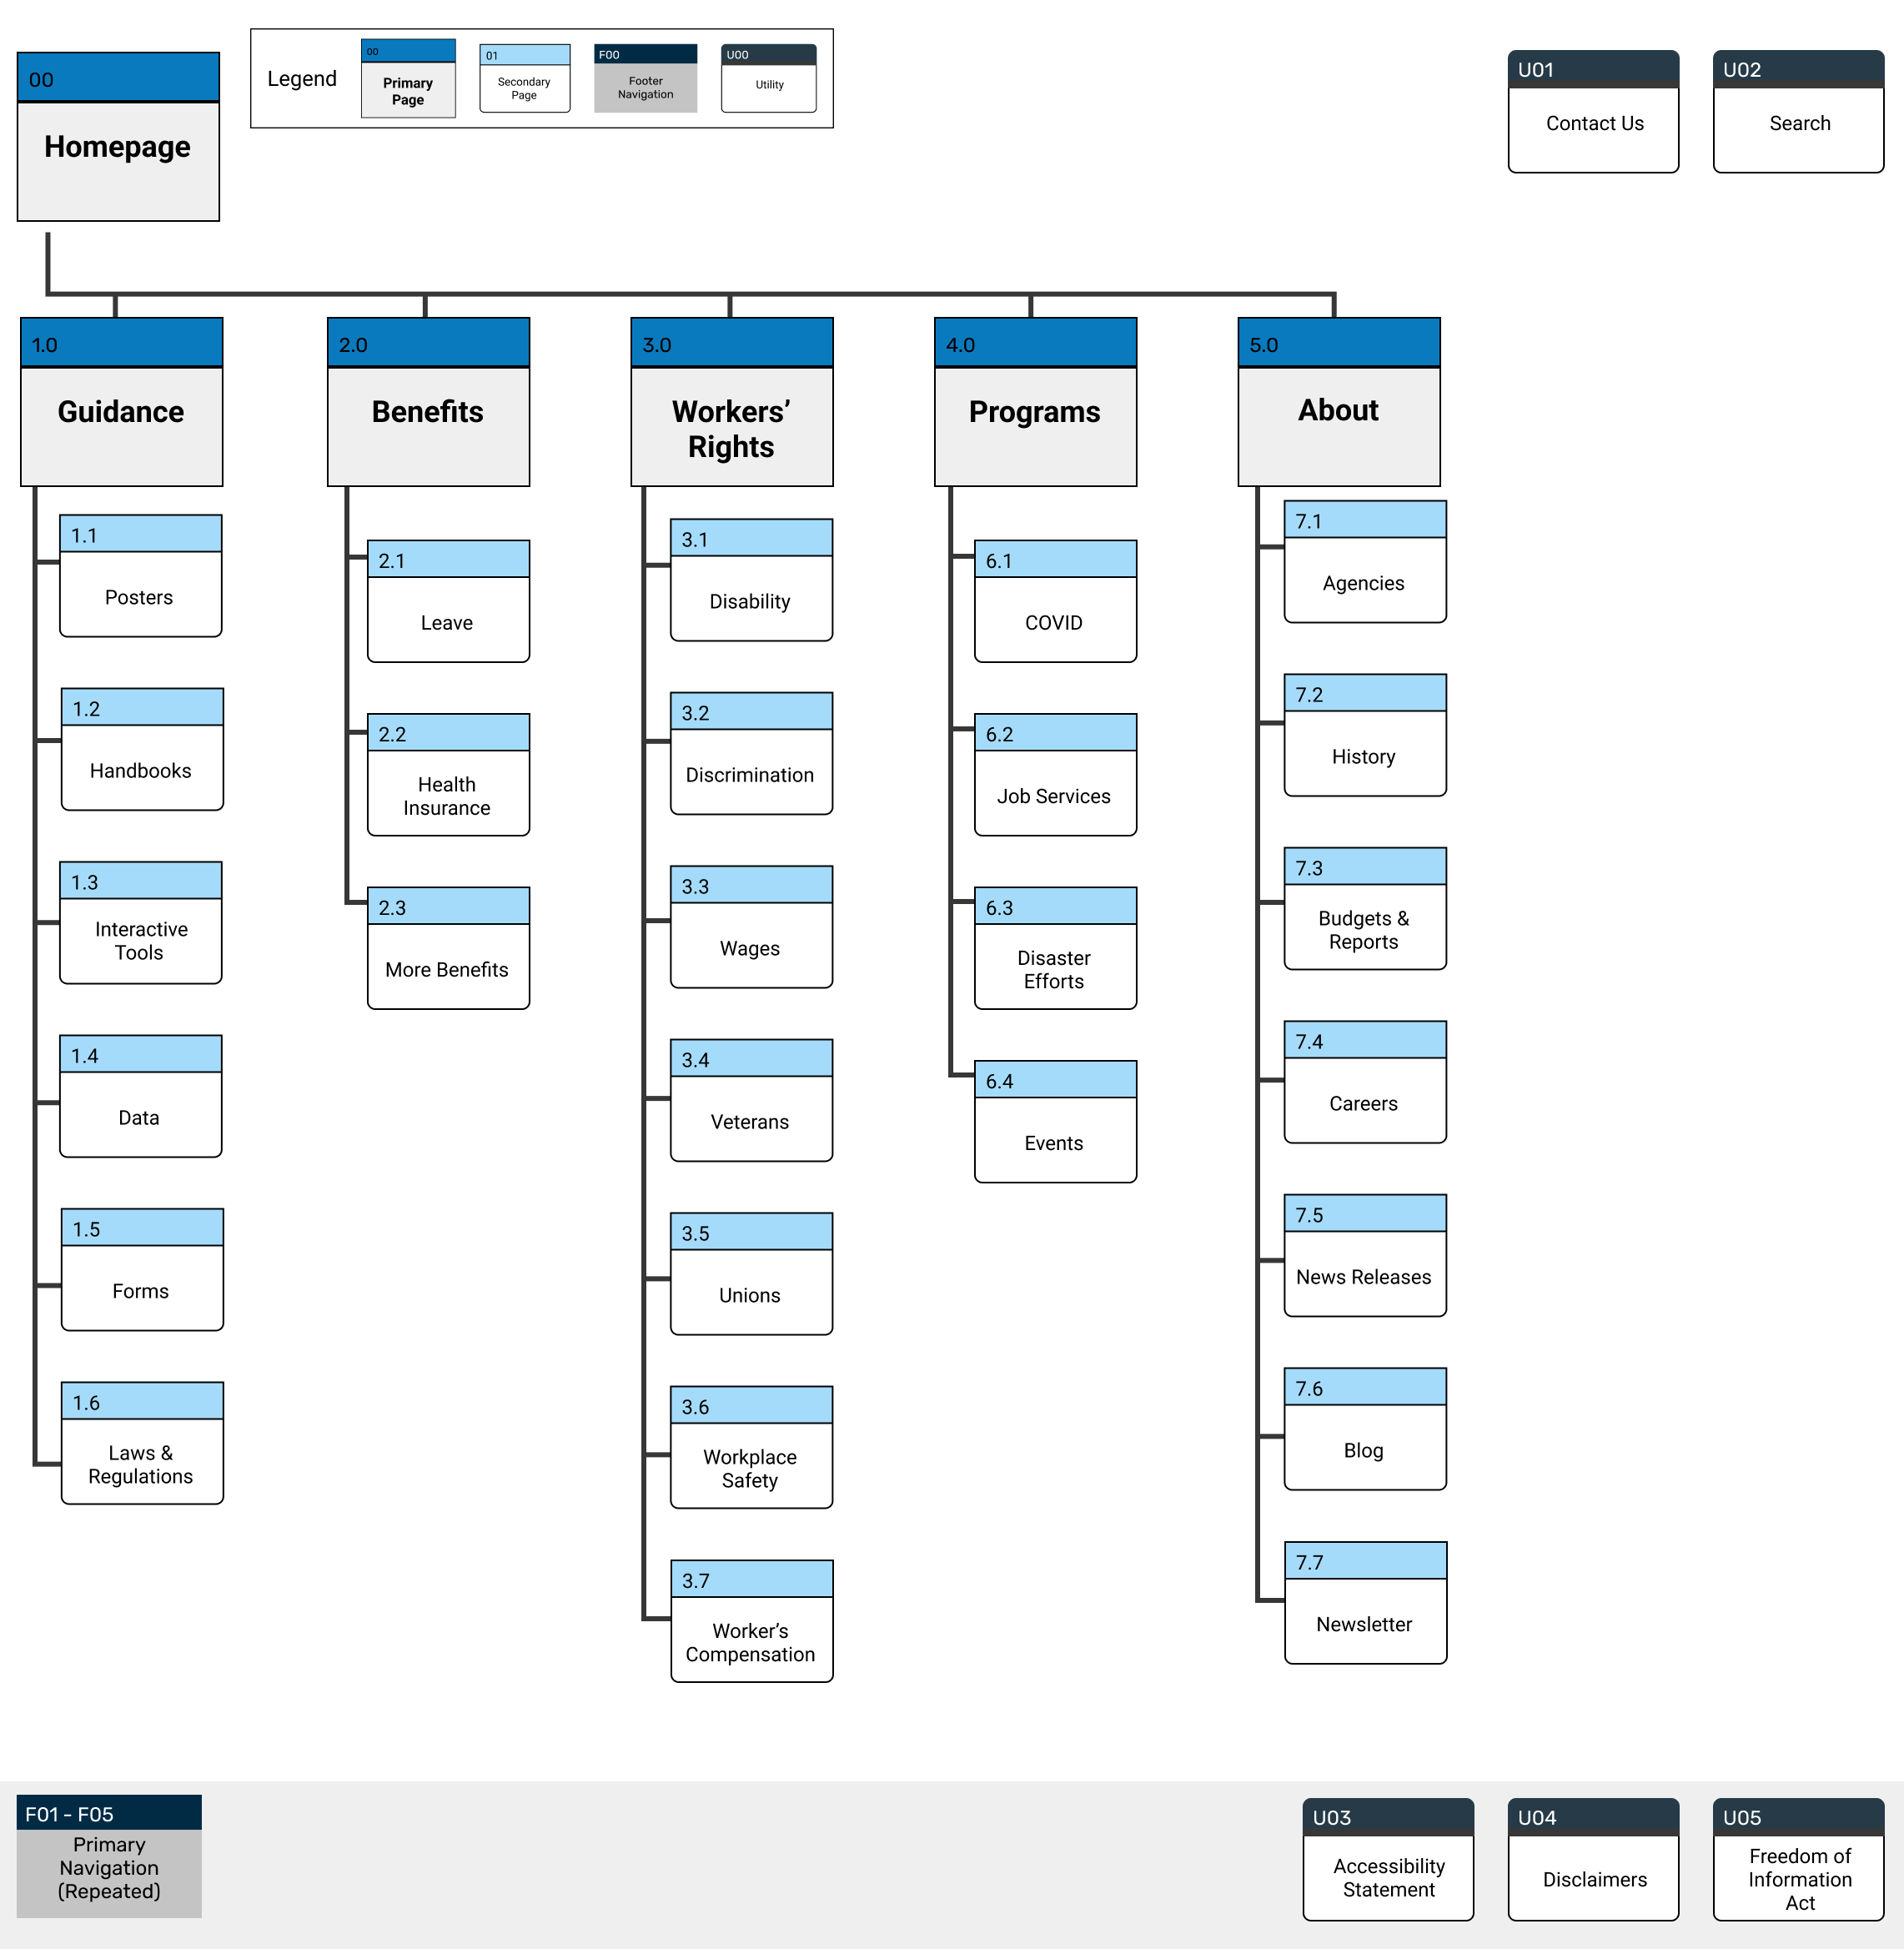 00
Homepage
Legend
00
Primary
Page
01
Secondary
Page
F00
Footer
Navigation
U00
Utility
U01
Contact Us
U02
Search
1.0
Guidance
2.0
Benefits
3.0
Workers’
Rights
4.0
Programs
5.0
About
1.1
Posters
1.2
Handbooks
1.3
Interactive
Tools
1.4
Data
1.5
Forms
1.6
Laws &
Regulations
2.1
Leave
2.2
Health
Insurance
2.3
More Benefits
3.1
Disability
3.2
Discrimination
3.3
Wages
3.4
Veterans
3.5
Unions
3.6
Workplace
Safety
3.7
Worker’s
Compensation
6.1
COVID
6.2
Job Services
6.3
Disaster
Efforts
6.4
Events
7.1
Agencies
7.2
History
7.3
Budgets &
Reports
7.4
Careers
7.5
News Releases
7.6
Blog
7.7
Newsletter
F01 - F05
Primary
Navigation
(Repeated)
U03
Accessibility
Statement
U04
Disclaimers
U05
Freedom of
Information
Act